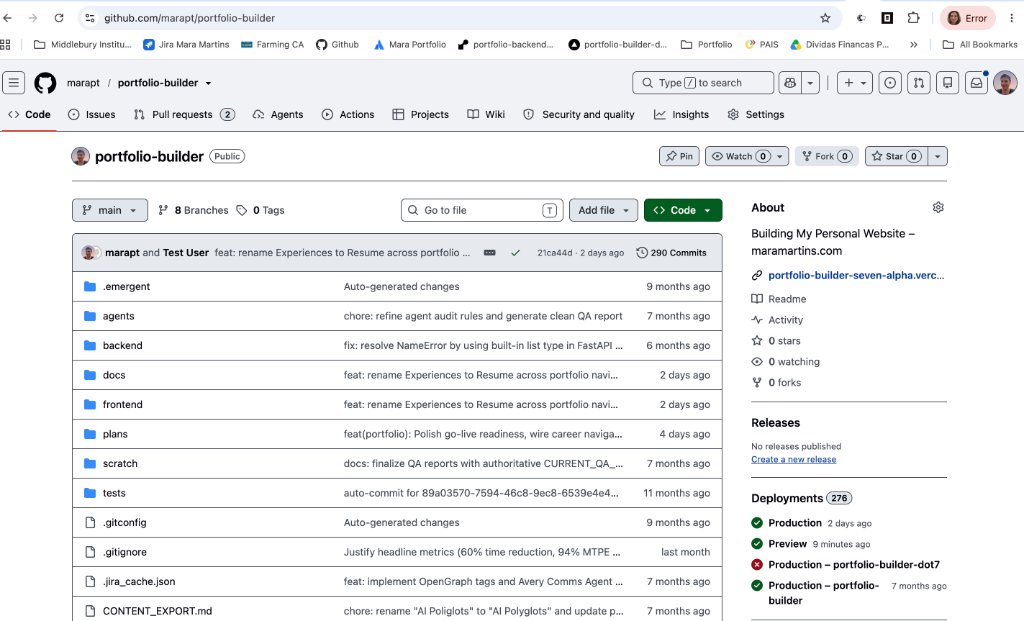 github.com/marapt/portfolio-builder
Error
Middlebury Institu...
Jira Mara Martins
Farming CA
Github
Mara Portfolio
portfolio-backend...
portfolio-builder-d...
Portfolio
PAIS
Dividas Financas P...
»
All Bookmarks
marapt / portfolio-builder
Type / to search
Code
Issues
Pull requests 2
Agents
Actions
Projects
Wiki
Security and quality
Insights
Settings
portfolio-builder Public
Pin
Watch 0
Fork 0
Star 0
main
8 Branches
0 Tags
Go to file T
Add file
Code
marapt and Test User feat: rename Experiences to Resume across portfolio ... 21ca44d · 2 days ago 290 Commits
.emergent Auto-generated changes 9 months ago
agents chore: refine agent audit rules and generate clean QA report 7 months ago
backend fix: resolve NameError by using built-in list type in FastAPI ... 6 months ago
docs feat: rename Experiences to Resume across portfolio navi... 2 days ago
frontend feat: rename Experiences to Resume across portfolio navi... 2 days ago
plans feat(portfolio): Polish go-live readiness, wire career naviga... 4 days ago
scratch docs: finalize QA reports with authoritative CURRENT_QA_... 7 months ago
tests auto-commit for 89a03570-7594-46c8-9ec8-6539e4e4... 11 months ago
.gitconfig Auto-generated changes 9 months ago
.gitignore Justify headline metrics (60% time reduction, 94% MTPE ... last month
.jira_cache.json feat: implement OpenGraph tags and Avery Comms Agent ... 7 months ago
CONTENT_EXPORT.md chore: rename "AI Poliglots" to "AI Polyglots" and update p... 7 months ago
About
Building My Personal Website –
maramartins.com
portfolio-builder-seven-alpha.verc...
Readme
Activity
0 stars
0 watching
0 forks
Releases
No releases published
Create a new release
Deployments 276
Production 2 days ago
Preview 9 minutes ago
Production – portfolio-builder-dot7
Production – portfolio- 7 months ago
builder